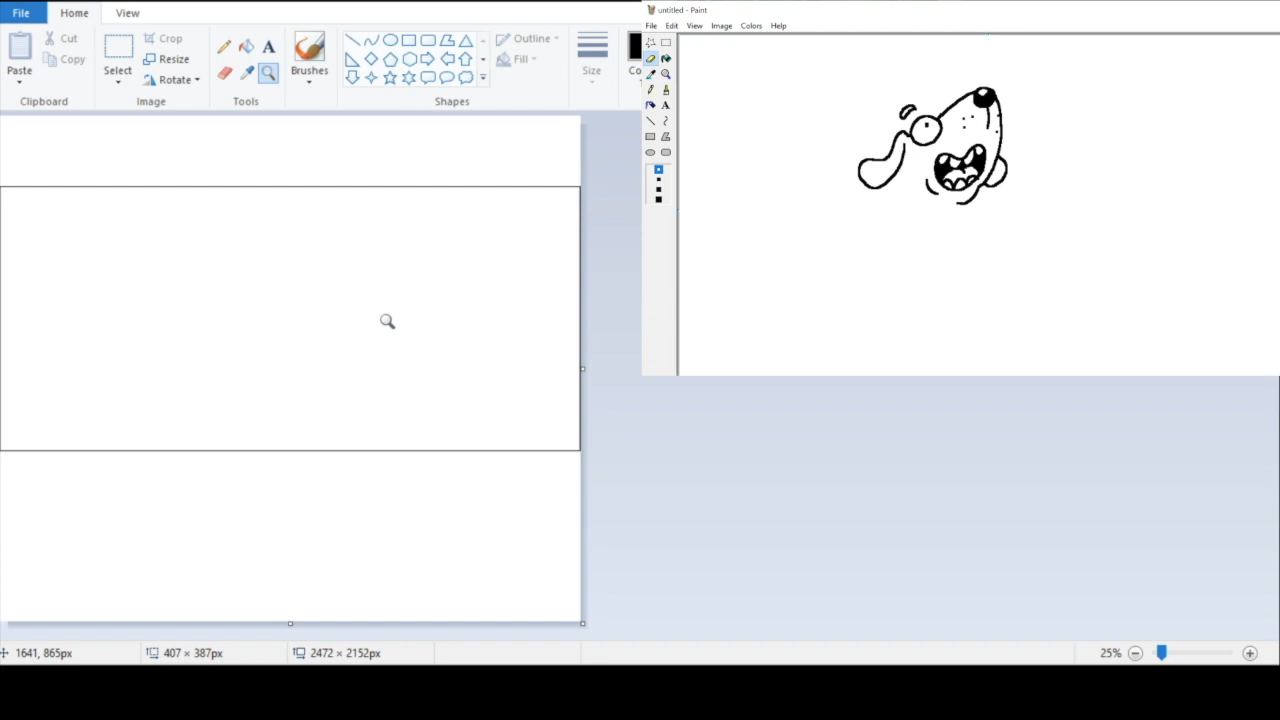 File Home View
Paste
Cut
Copy
Clipboard
Select
Crop
Resize
Rotate
Image
A
Tools
Brushes
Outline
Fill
Shapes
Size
Co
untitled - Paint
File Edit View Image Colors Help
A
1641, 865px 407 × 387px 2472 × 2152px 25%